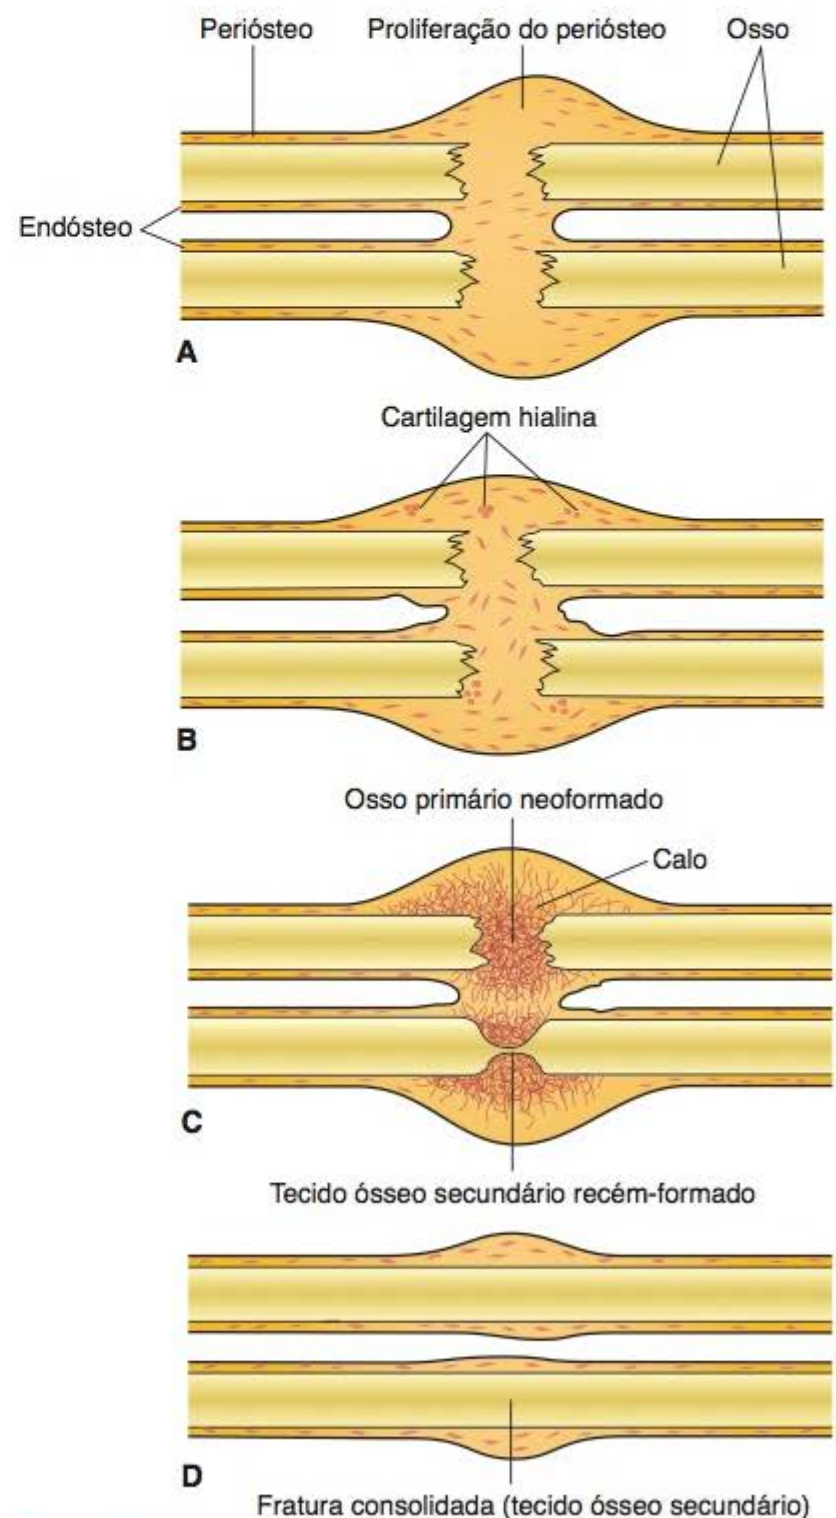 Periósteo
Proliferação do periósteo
Osso
Endósteo
A
Cartilagem hialina
B
Osso primário neoformado
Calo
C
Tecido ósseo secundário recém-formado
D
Fratura consolidada (tecido ósseo secundário)